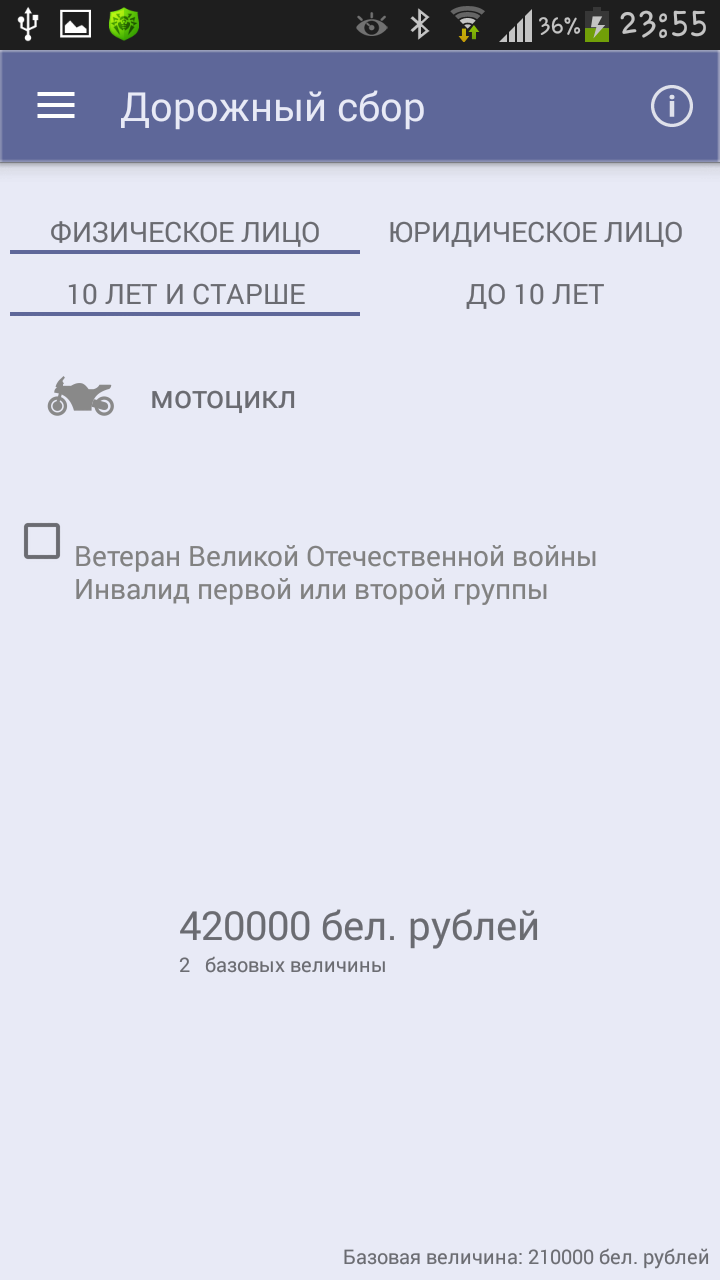 36% 23:55
Дорожный сбор
ФИЗИЧЕСКОЕ ЛИЦО ЮРИДИЧЕСКОЕ ЛИЦО
10 ЛЕТ И СТАРШЕ ДО 10 ЛЕТ
мотоцикл
Ветеран Великой Отечественной войны
Инвалид первой или второй группы
420000 бел. рублей
2 базовых величины
Базовая величина: 210000 бел. рублей